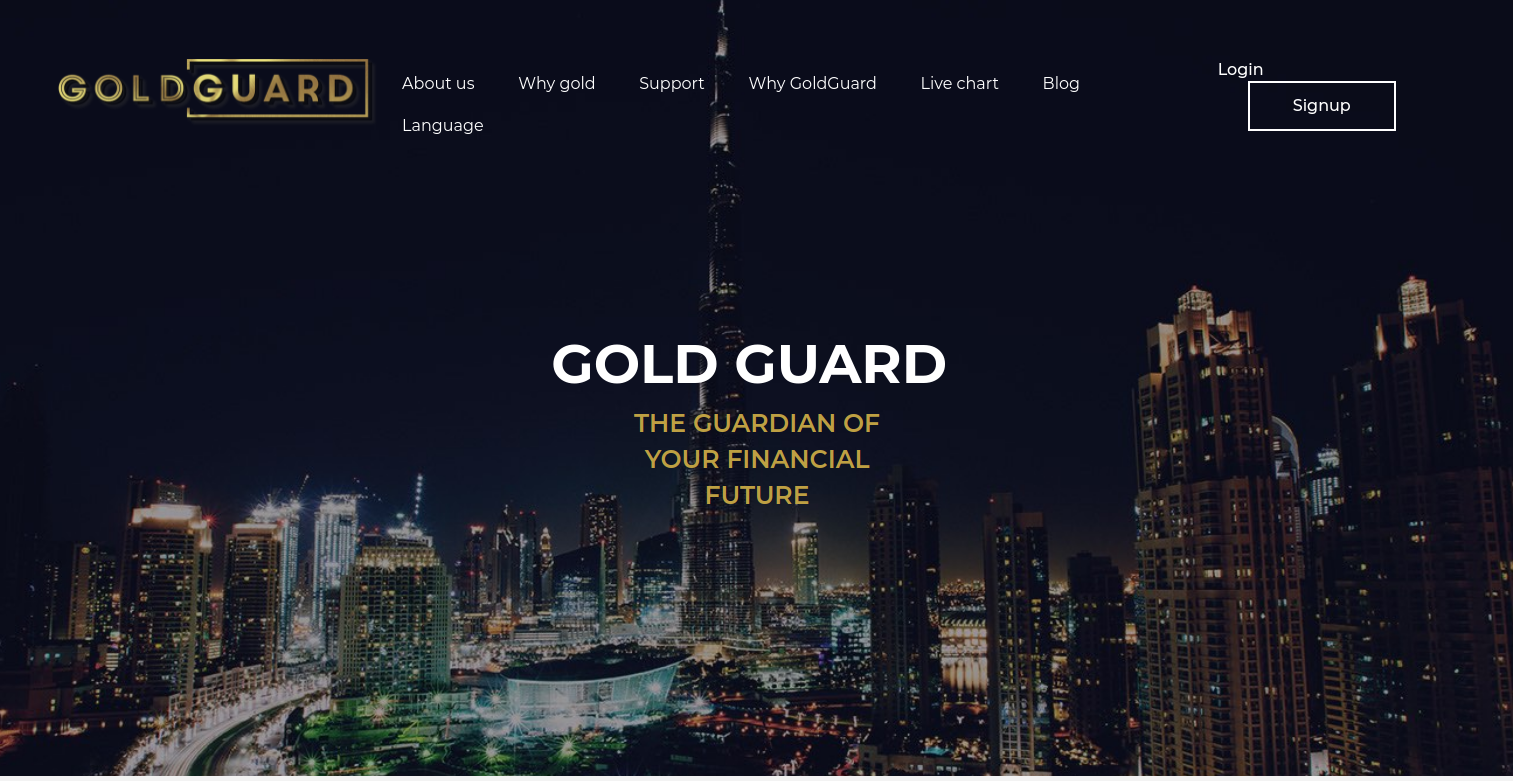 GOLDGUARD
About us
Why gold
Support
Why GoldGuard
Live chart
Blog
Language
Login
Signup
GOLD GUARD
THE GUARDIAN OF
YOUR FINANCIAL
FUTURE